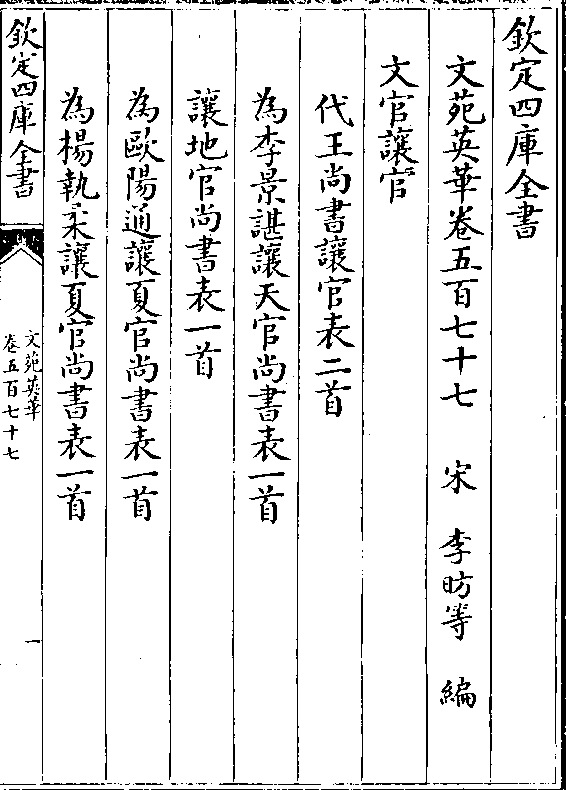 欽定四庫全書
文苑英華卷五百七十七　宋　李昉等　編
文官讓官
代王尚書讓官表二首
為李景諶讓天官尚書表一首
讓地官尚書表一首
為歐陽通讓夏官尚書表一首
為楊執柔讓夏官尚書表一首
欽定四庫全書
文苑英華
卷五百七十七
一